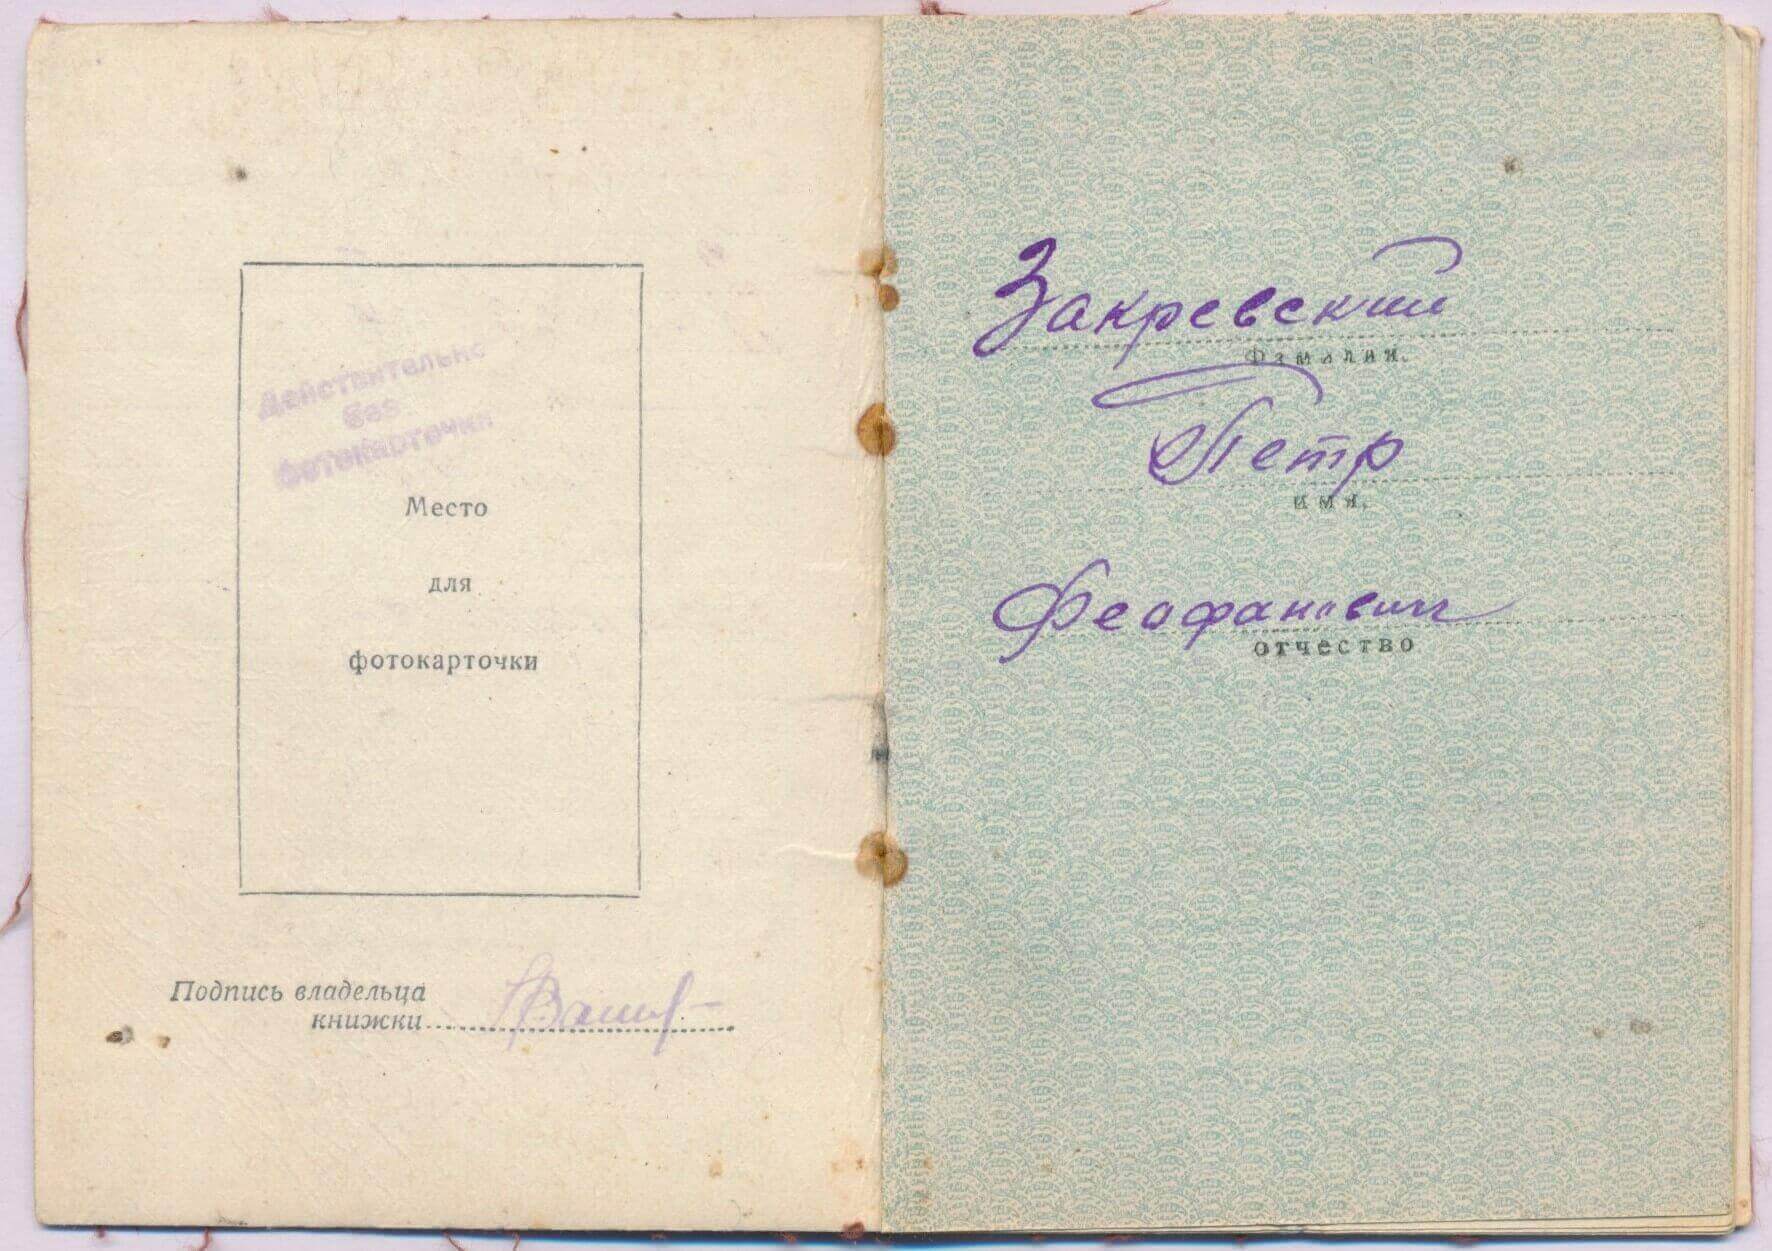 Действительно
без
фотокарточки
Место
для
фотокарточки
Подпись владельца
книжки
Закревский
Фамилия.
Петр
имя.
Феофанович
отчество